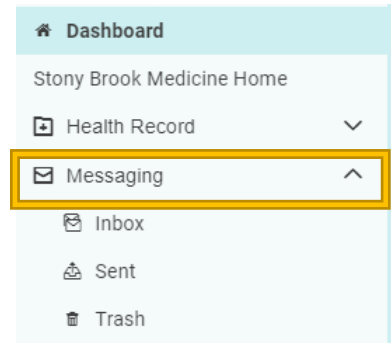 Dashboard
Stony Brook Medicine Home
Health Record
Messaging
Inbox
Sent
Trash